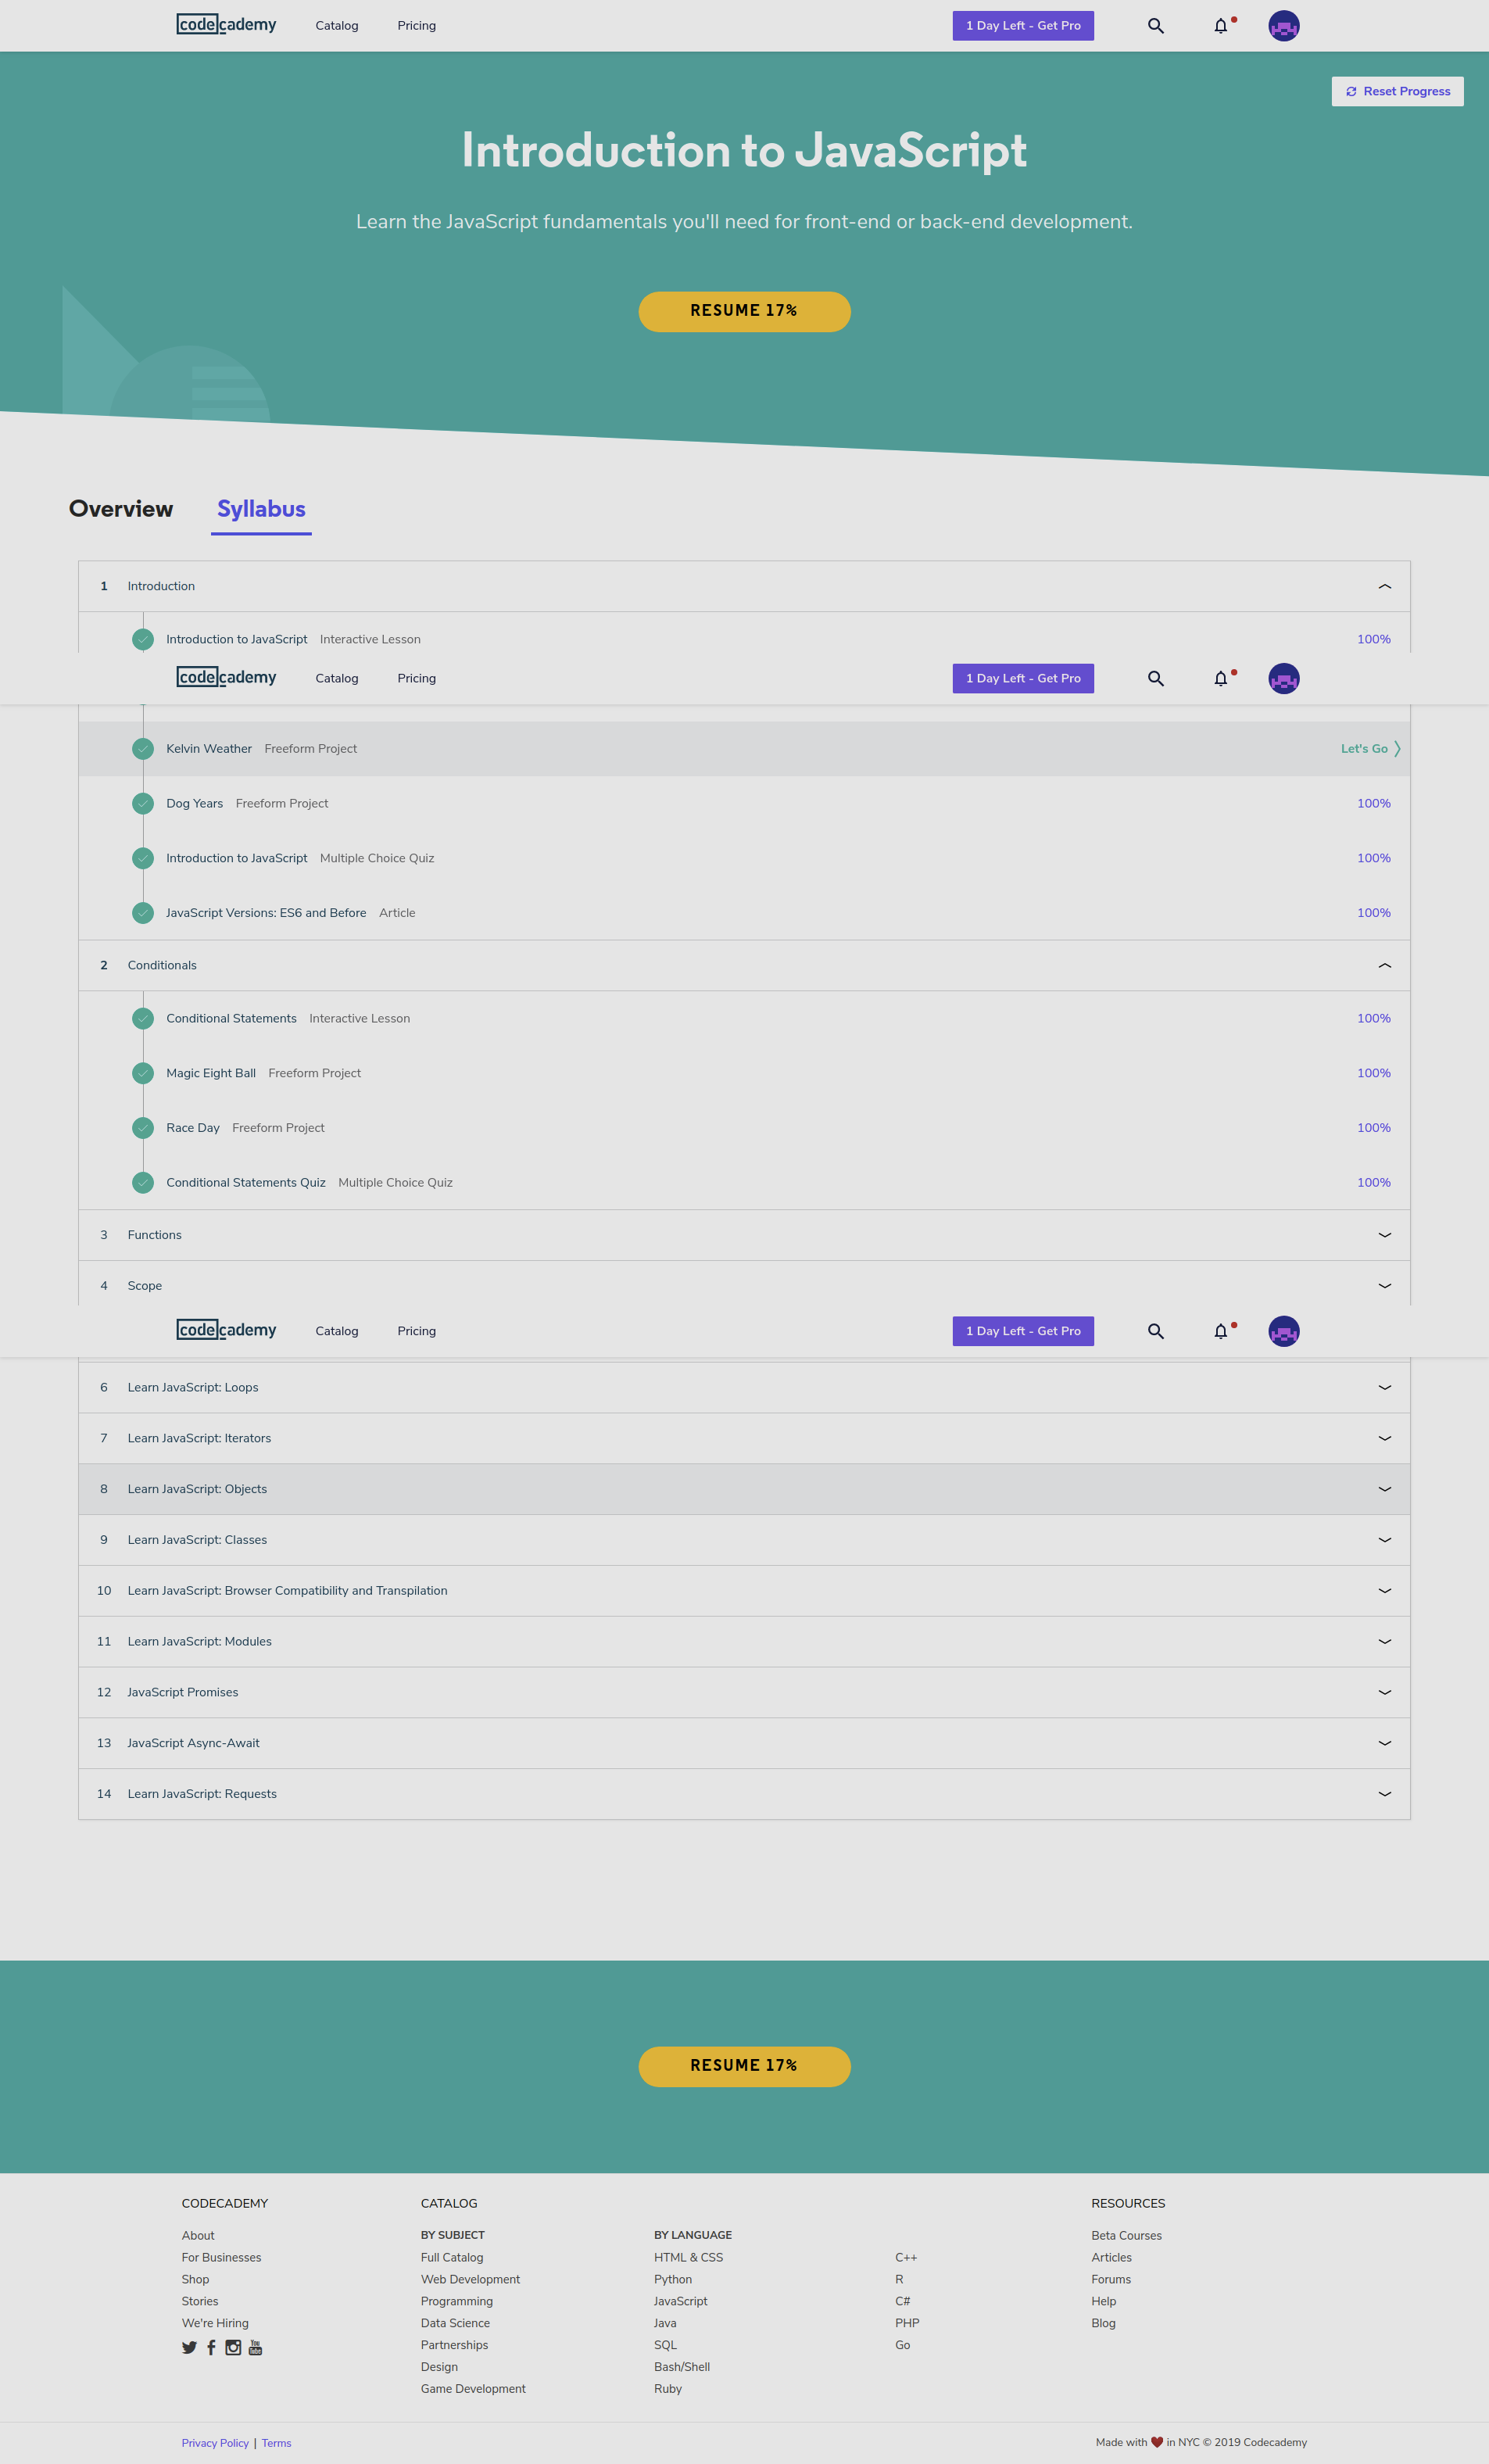 codecademy Catalog Pricing 1 Day Left - Get Pro
Reset Progress
Introduction to JavaScript
Learn the JavaScript fundamentals you'll need for front-end or back-end development.
RESUME 17%
Overview Syllabus
1 Introduction
Introduction to JavaScript Interactive Lesson 100%
codecademy Catalog Pricing 1 Day Left - Get Pro
Kelvin Weather Freeform Project Let's Go
Dog Years Freeform Project 100%
Introduction to JavaScript Multiple Choice Quiz 100%
JavaScript Versions: ES6 and Before Article 100%
2 Conditionals
Conditional Statements Interactive Lesson 100%
Magic Eight Ball Freeform Project 100%
Race Day Freeform Project 100%
Conditional Statements Quiz Multiple Choice Quiz 100%
3 Functions
4 Scope
codecademy Catalog Pricing 1 Day Left - Get Pro
6 Learn JavaScript: Loops
7 Learn JavaScript: Iterators
8 Learn JavaScript: Objects
9 Learn JavaScript: Classes
10 Learn JavaScript: Browser Compatibility and Transpilation
11 Learn JavaScript: Modules
12 JavaScript Promises
13 JavaScript Async-Await
14 Learn JavaScript: Requests
RESUME 17%
CODECADEMY
About
For Businesses
Shop
Stories
We're Hiring
You Tube
CATALOG
BY SUBJECT
Full Catalog
Web Development
Programming
Data Science
Partnerships
Design
Game Development
BY LANGUAGE
HTML & CSS
Python
JavaScript
Java
SQL
Bash/Shell
Ruby
C++
R
C#
PHP
Go
RESOURCES
Beta Courses
Articles
Forums
Help
Blog
Privacy Policy | Terms
Made with ❤️ in NYC © 2019 Codecademy